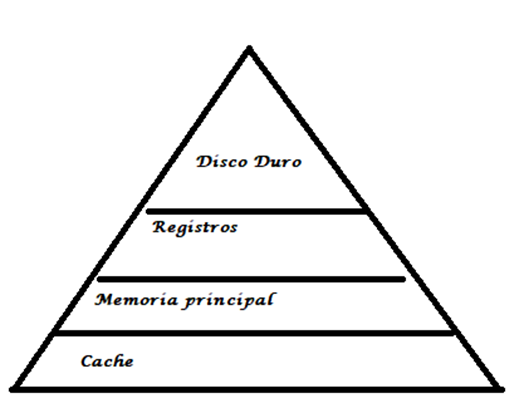 Disco Duro
Registros
Memoria principal
Cache